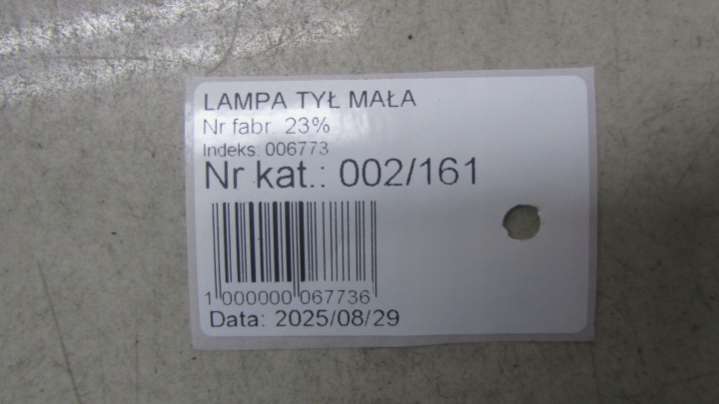 LAMPA TYŁ MAŁA
Nr fabr. 23%
Indeks: 006773
Nr kat.: 002/161
1 000000 067736
Data: 2025/08/29